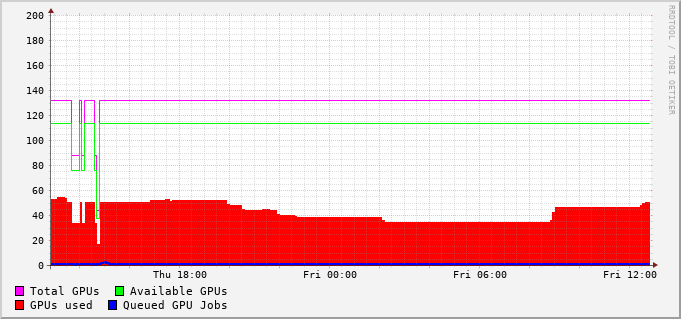 200
180
160
140
120
100
80
60
40
20
0
Thu 18:00 Fri 00:00 Fri 06:00 Fri 12:00
Total GPUs Available GPUs
GPUs used Queued GPU Jobs
RRDTOOL / TOBI OETIKER